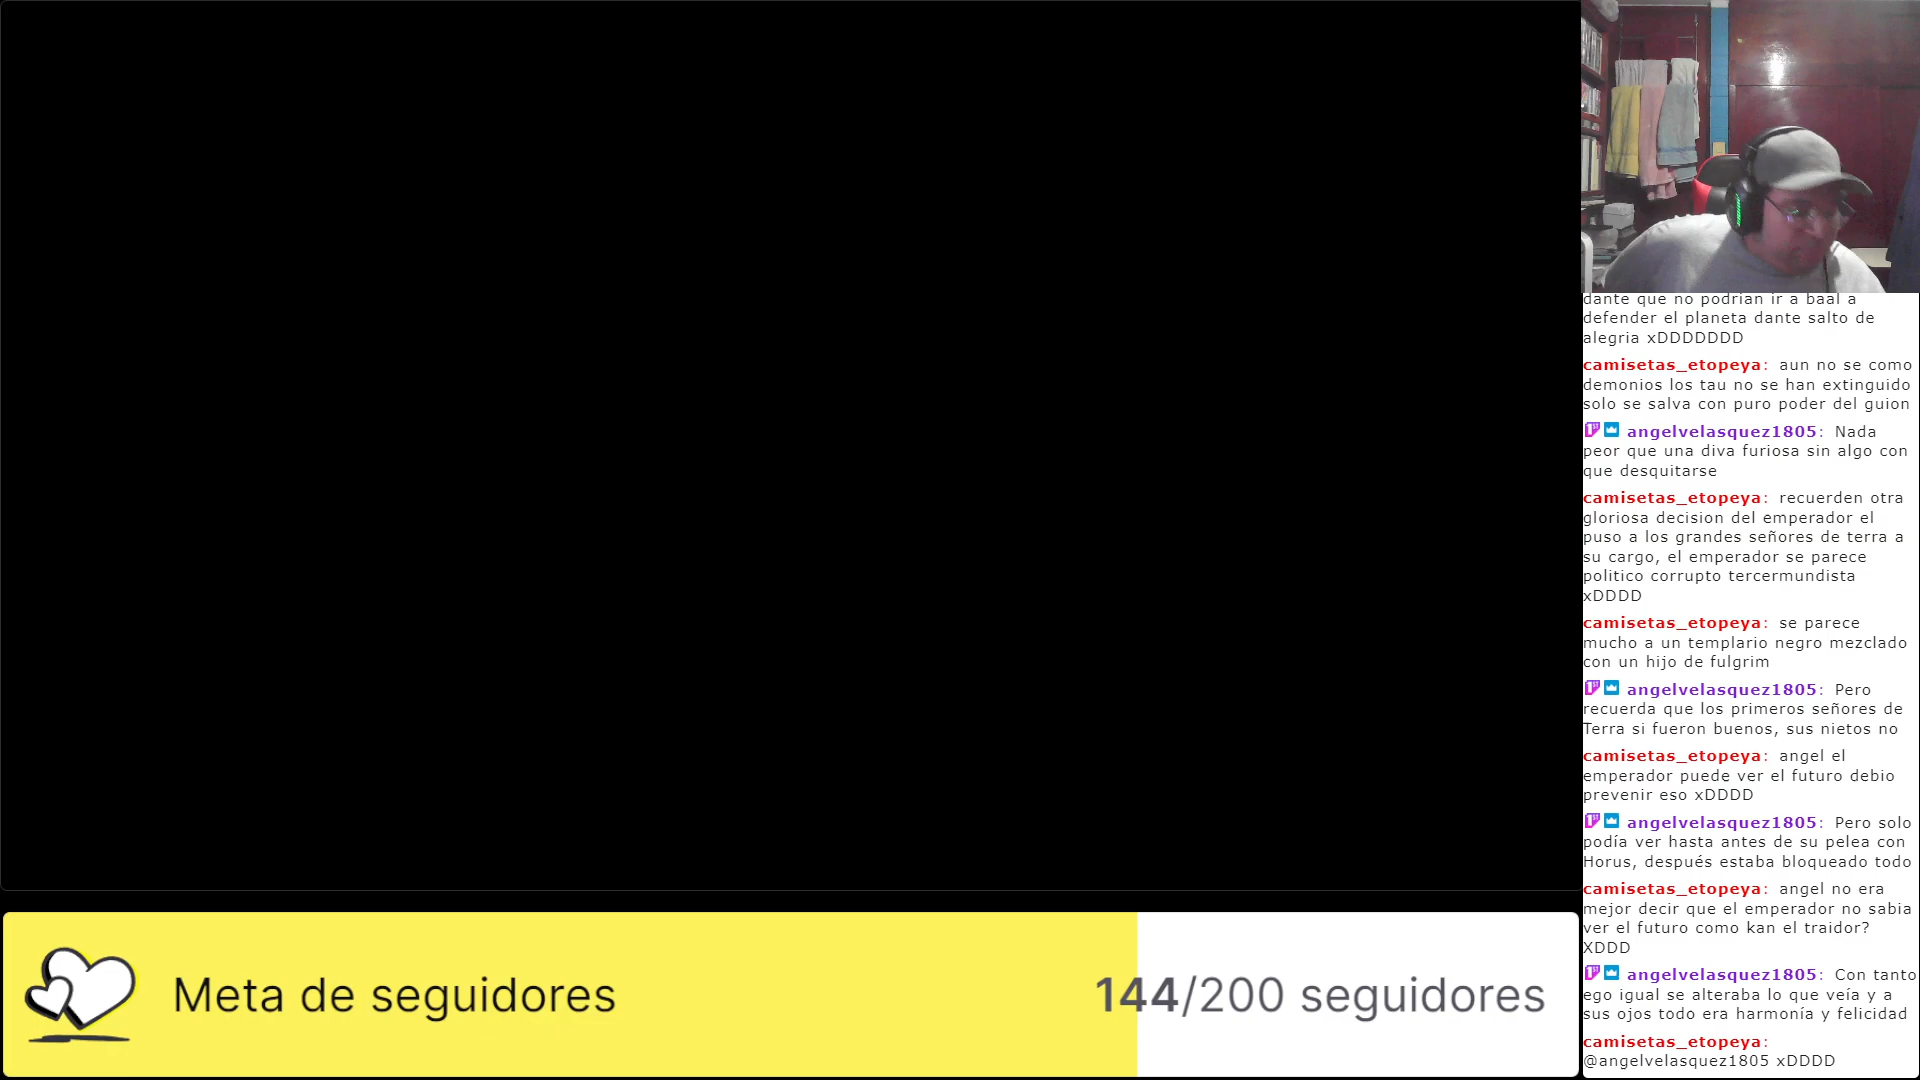 dante que no podrian ir a baal a
defender el planeta dante salto de
alegria xDDDDDDD
camisetas_etopeya: aun no se como
demonios los tau no se han extinguido
solo se salva con puro poder del guion
angelvelasquez1805: Nada
peor que una diva furiosa sin algo con
que desquitarse
camisetas_etopeya: recuerden otra
gloriosa decision del emperador el
puso a los grandes señores de terra a
su cargo, el emperador se parece
politico corrupto tercermundista
xDDDD
camisetas_etopeya: se parece
mucho a un templario negro mezclado
con un hijo de fulgrim
angelvelasquez1805: Pero
recuerda que los primeros señores de
Terra si fueron buenos, sus nietos no
camisetas_etopeya: angel el
emperador puede ver el futuro debio
prevenir eso xDDDD
angelvelasquez1805: Pero solo
podía ver hasta antes de su pelea con
Horus, después estaba bloqueado todo
camisetas_etopeya: angel no era
mejor decir que el emperador no sabia
ver el futuro como kan el traidor?
XDDD
angelvelasquez1805: Con tanto
ego igual se alteraba lo que veía y a
sus ojos todo era harmonía y felicidad
camisetas_etopeya:
@angelvelasquez1805 xDDDD
Meta de seguidores
144/200 seguidores